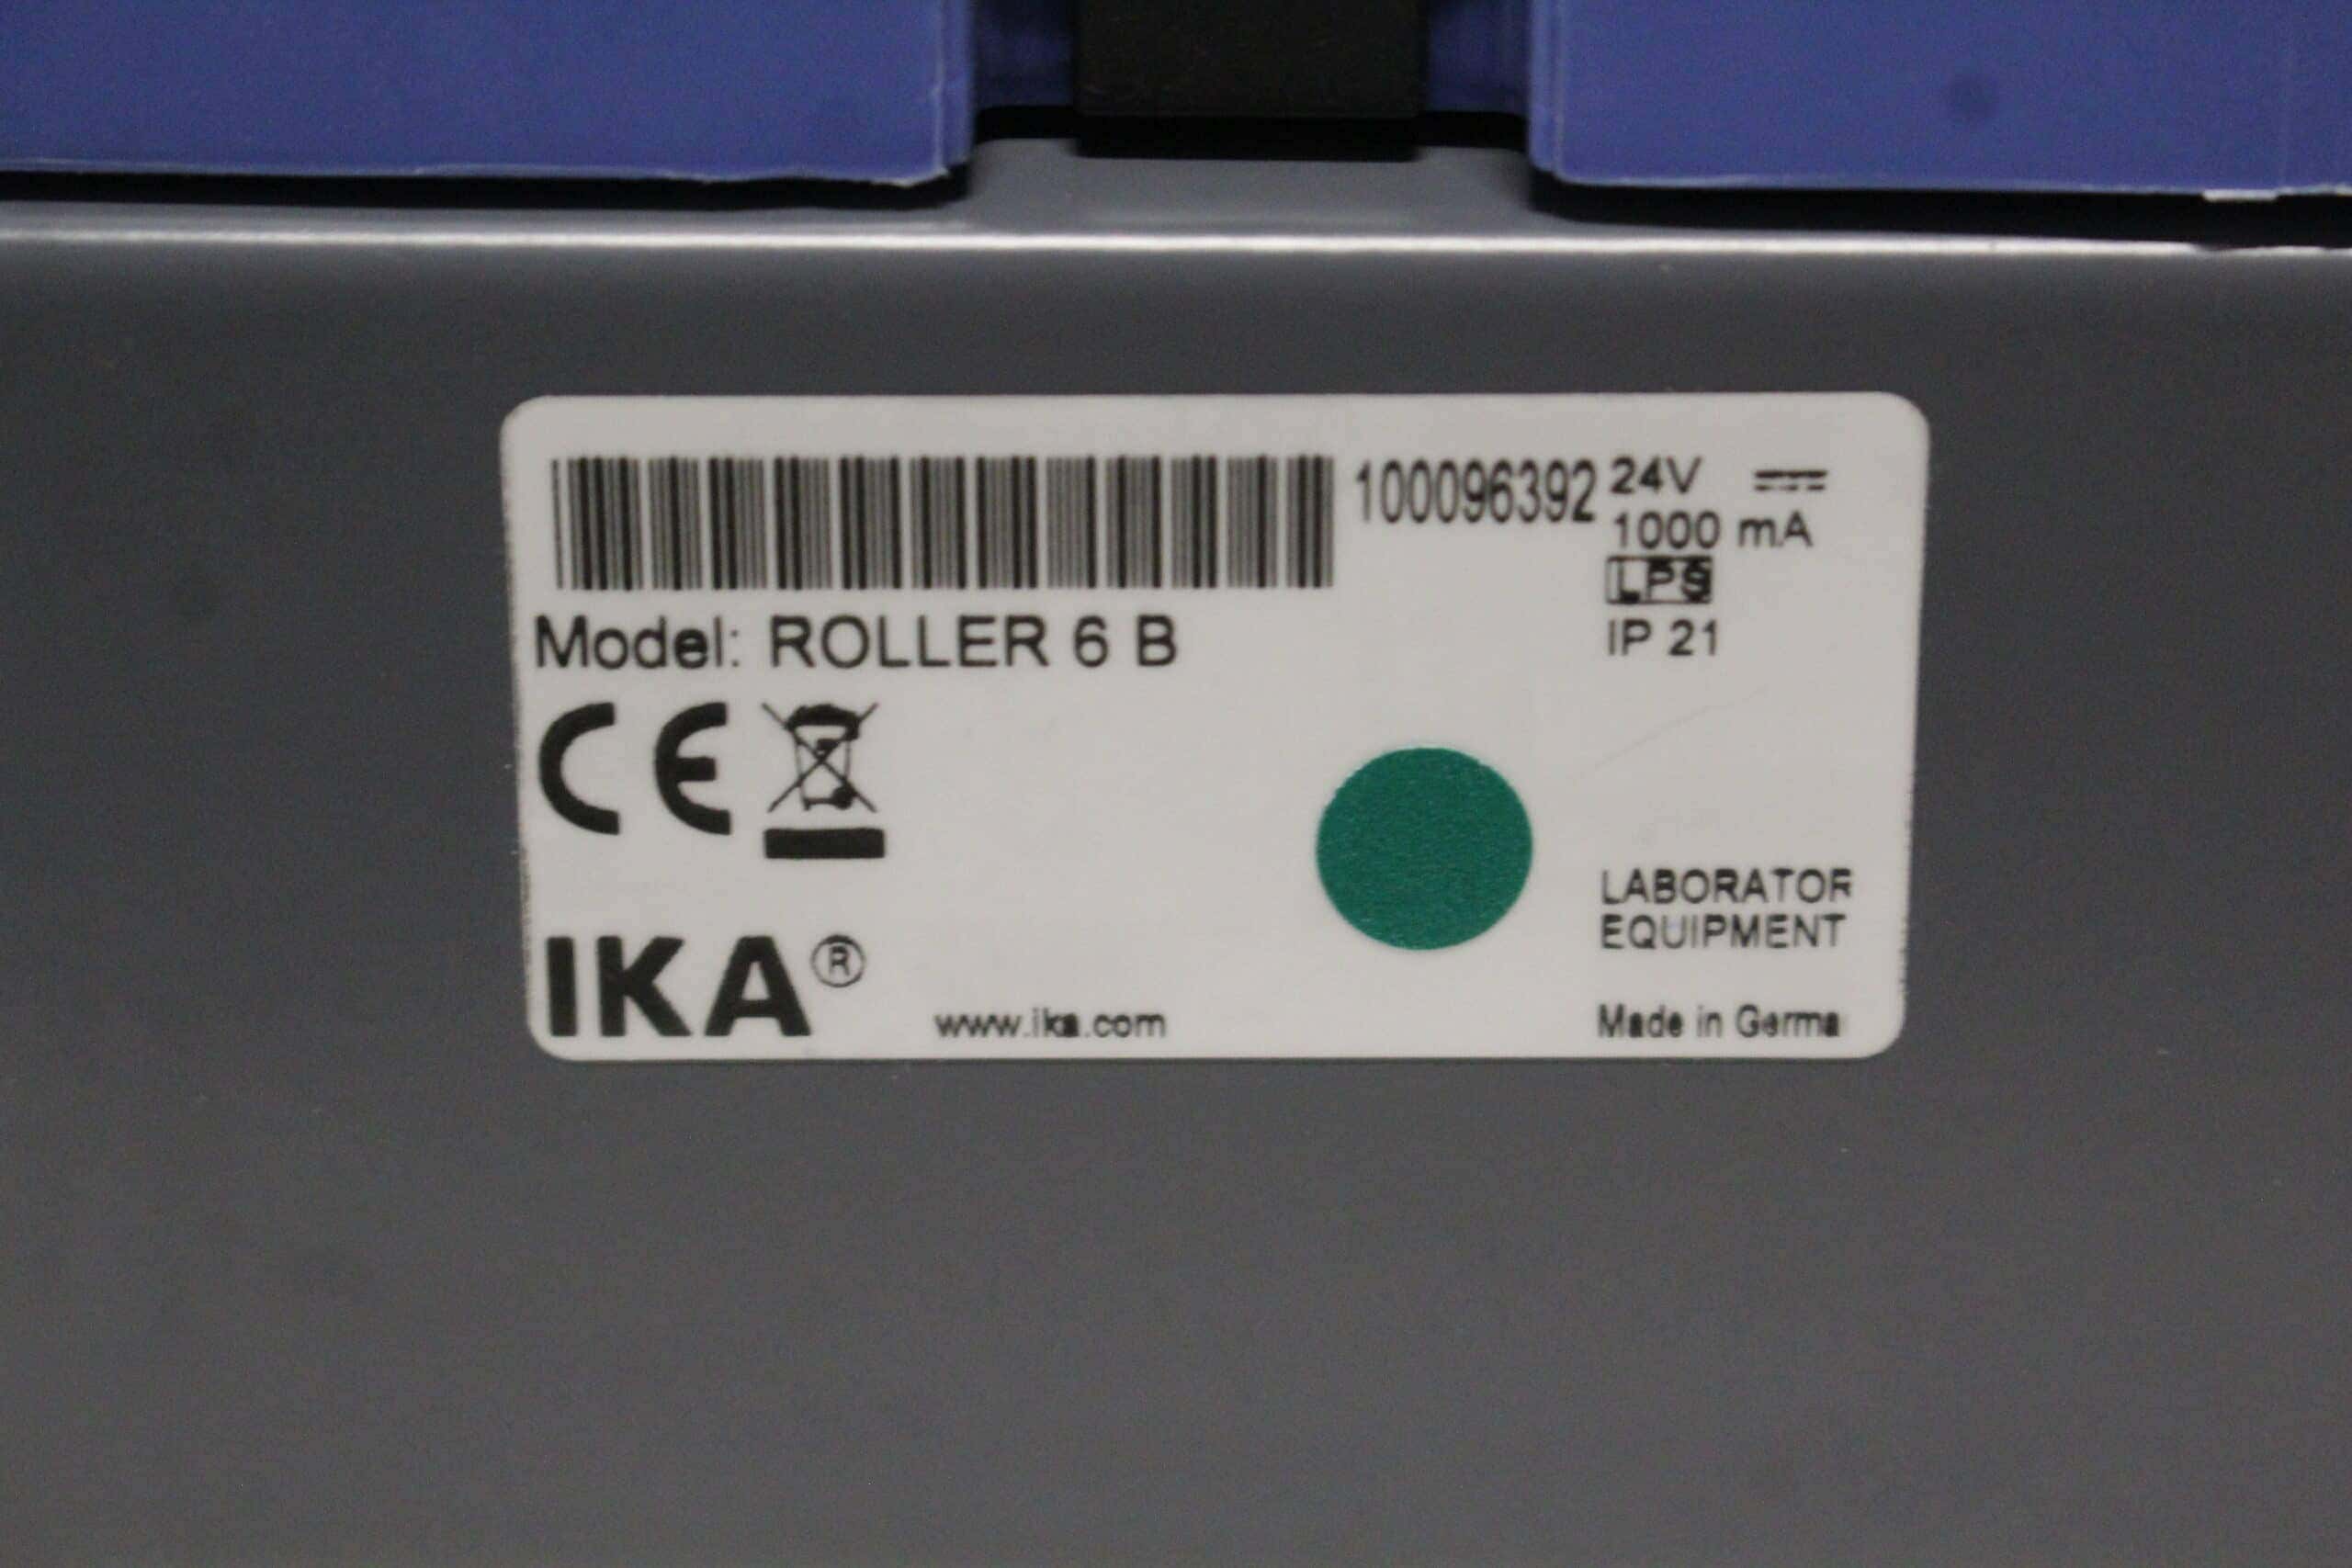 100096392 24V
1000 mA
LPS
IP 21
Model: ROLLER 6 B
CE
LABORATOR
EQUIPMENT
IKA®
www.ika.com
Made in Germa